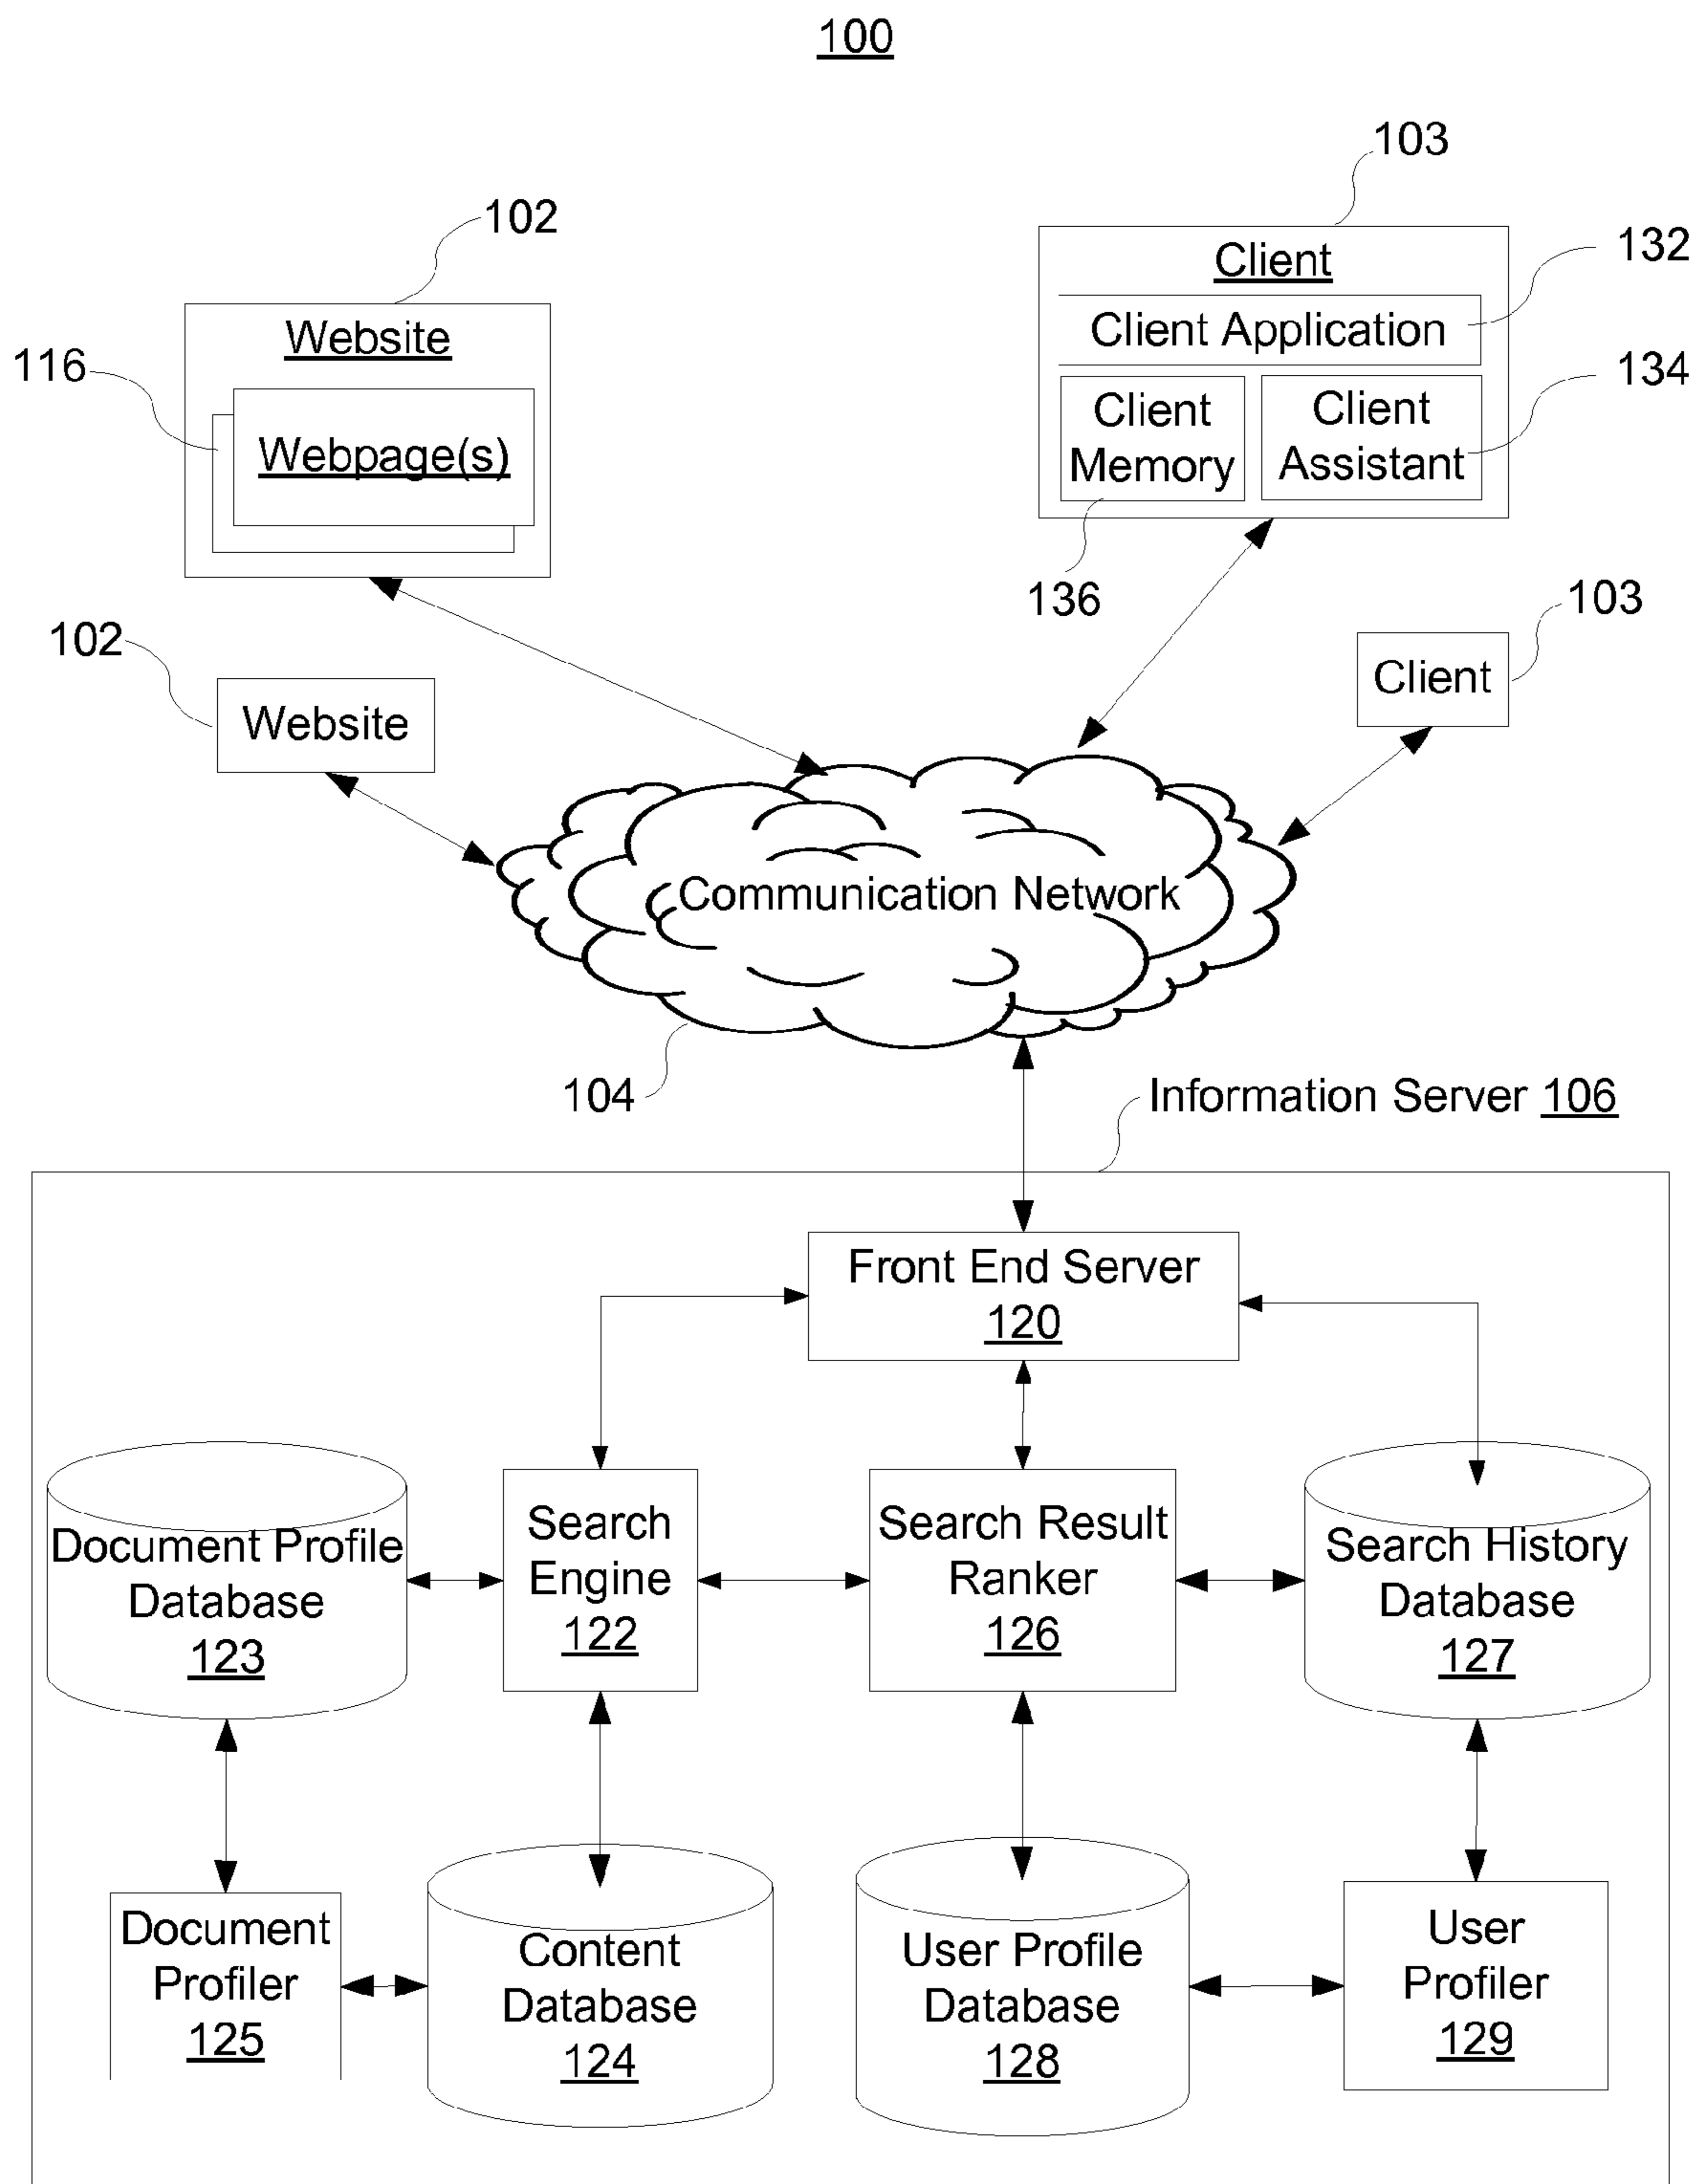 100
103
102
132
Client
Client Application
Website
116
134
Client
Memory
Client
Assistant
Webpage(s)
136
103
102
Client
Website
Communication Network
104
Information Server 106
Front End Server
120
Document Profile
Database
123
Search
Engine
122
Search Result
Ranker
126
Search History
Database
127
Document
Profiler
125
Content
Database
124
User Profile
Database
128
User
Profiler
129